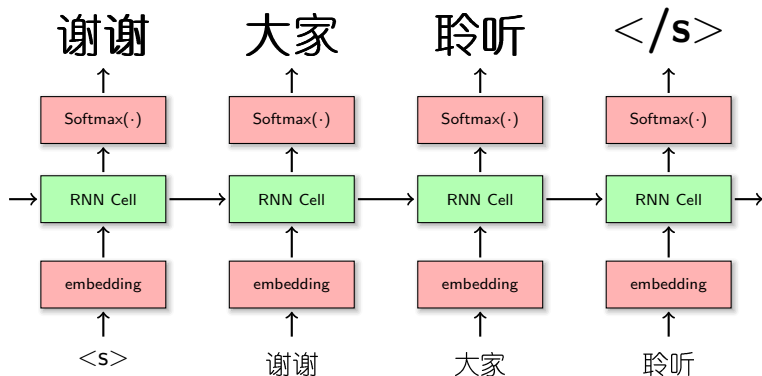 谢谢 大家 聆听 </s>
Softmax(·) Softmax(·) Softmax(·) Softmax(·)
RNN Cell RNN Cell RNN Cell RNN Cell
embedding embedding embedding embedding
<s> 谢谢 大家 聆听